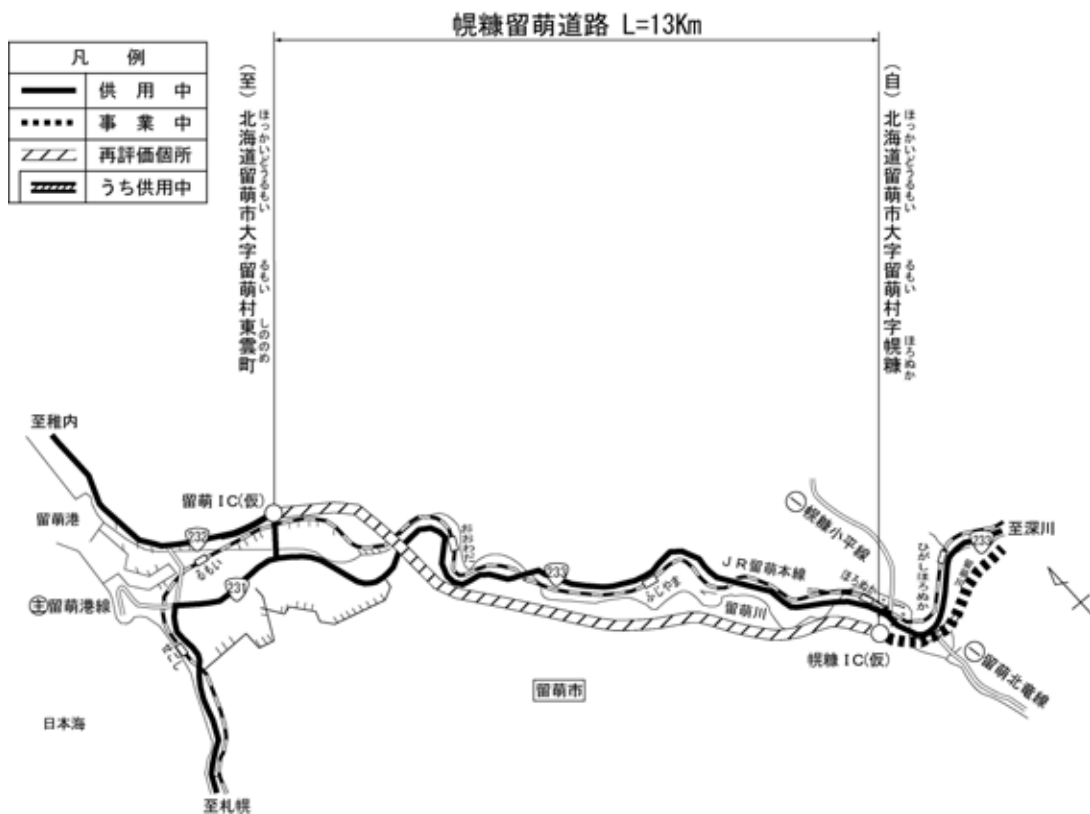 幌糠留萌道路 L=13Km
凡 例
供 用 中
事 業 中
再評価個所
うち供用中
(自)北海道留萌市大字留萌村字幌糠
ほっかいどうるもい
るもい
ほろぬか
(至)北海道留萌市大字留萌村東雲町
ほっかいどうるもい
るもい
しののめ
至稚内
留萌港
留萌 IC(仮)
232
るもい
231
主 留萌港線
せごし
日本海
至札幌
おおわだ
233
ふじやま
JR留萌本線
留萌川
留萌市
一 幌糠小平線
ほろぬか
幌糠 IC(仮)
ひがしほろぬか
233
至深川
一 留萌北竜線